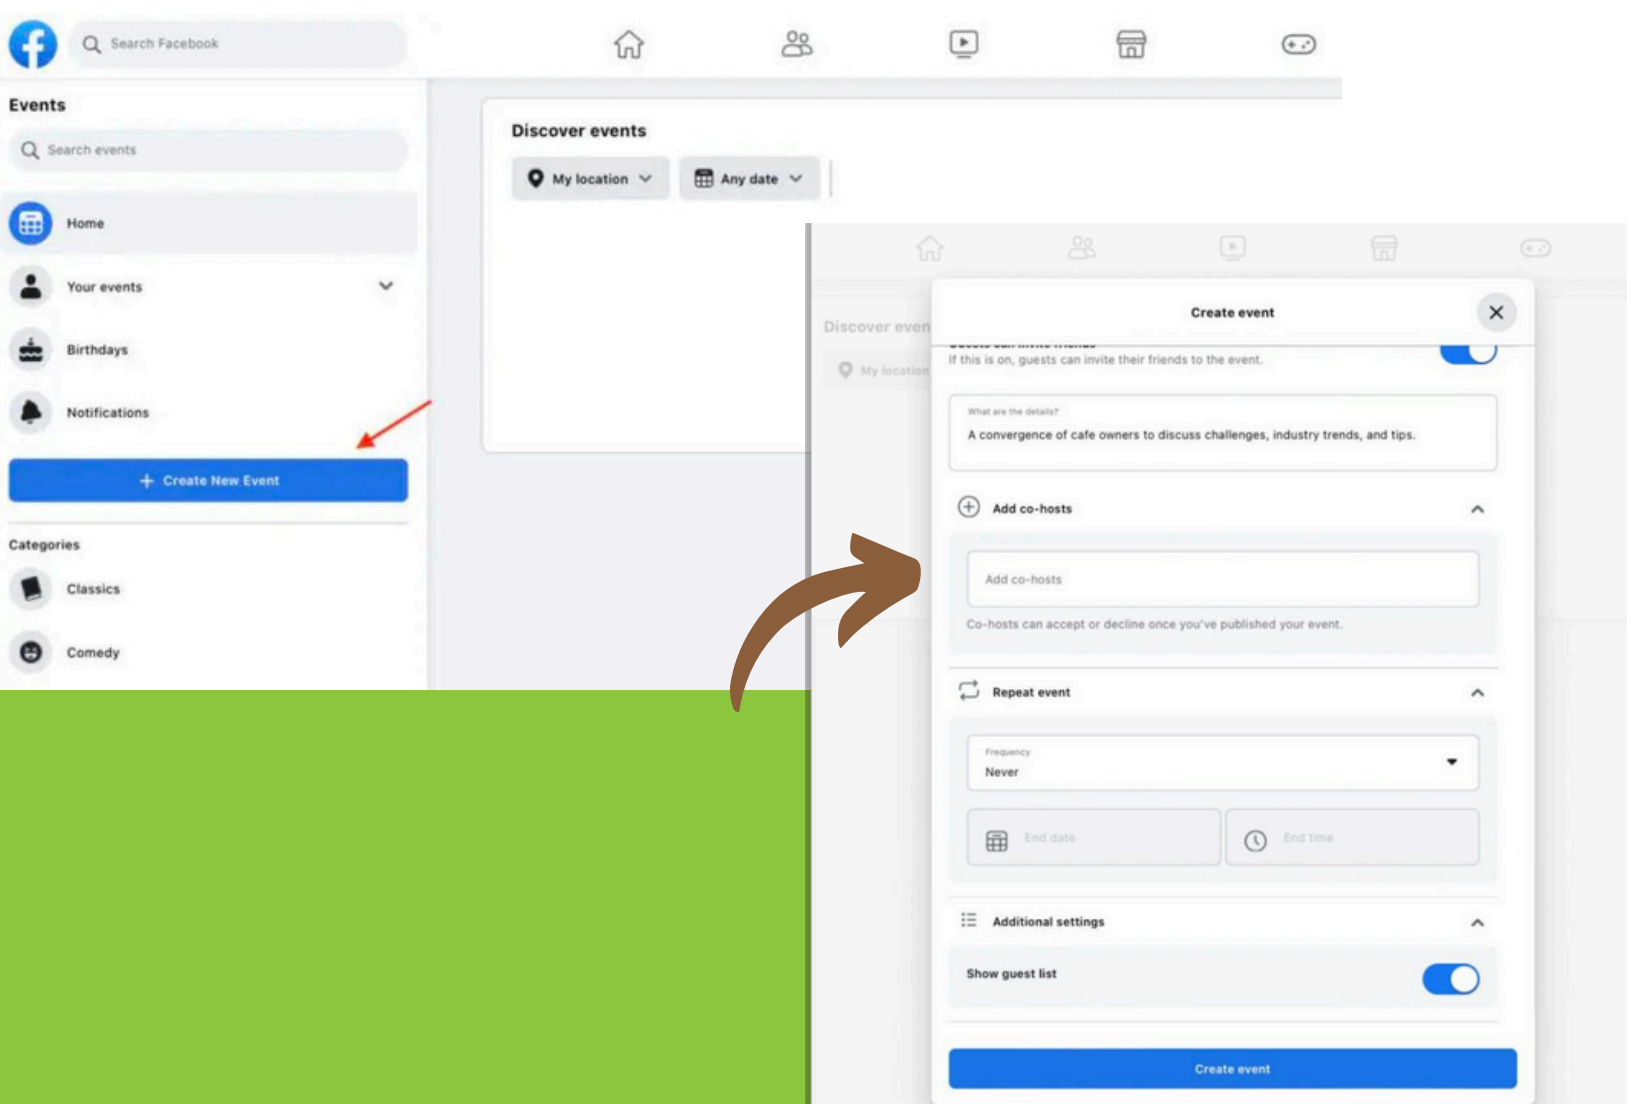 Search Facebook
Events
Search events
Home
Your events
Birthdays
Notifications
+ Create New Event
Categories
Classics
Comedy
Discover events
My location
Any date
Discover even
My location
Create event
Guests can invite friends
If this is on, guests can invite their friends to the event.
What are the details?
A convergence of cafe owners to discuss challenges, industry trends, and tips.
Add co-hosts
Add co-hosts
Co-hosts can accept or decline once you've published your event.
Repeat event
Frequency
Never
End date
End time
Additional settings
Show guest list
Create event